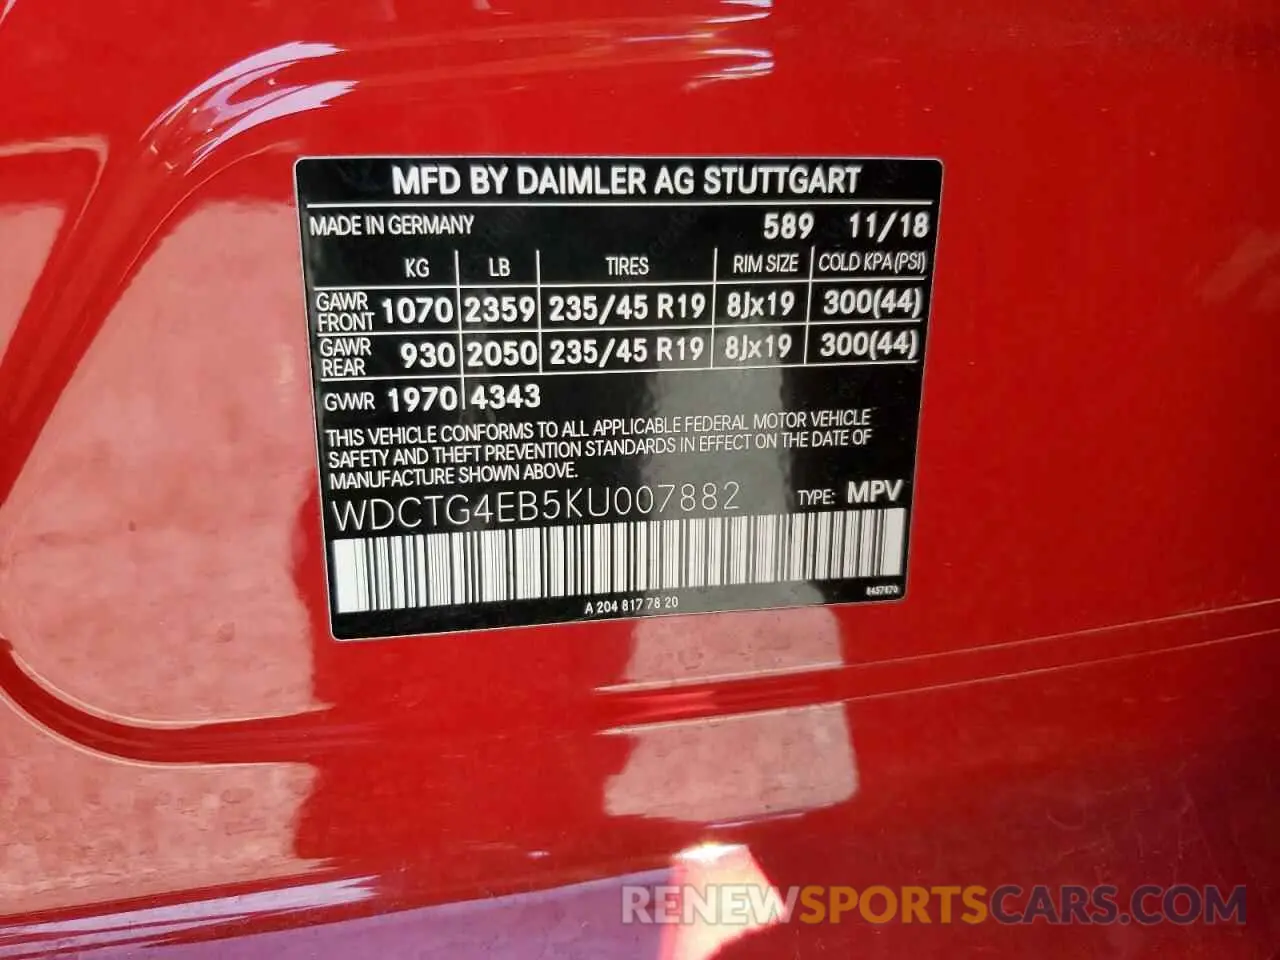 MFD BY DAIMLER AG STUTTGART
MADE IN GERMANY 589 11/18
KG LB TIRES RIM SIZE COLD KPA(PSI)
GAWR FRONT 1070 2359 235/45 R19 8Jx19 300(44)
GAWR REAR 930 2050 235/45 R19 8Jx19 300(44)
GVWR 1970 4343
THIS VEHICLE CONFORMS TO ALL APPLICABLE FEDERAL MOTOR VEHICLE
SAFETY AND THEFT PREVENTION STANDARDS IN EFFECT ON THE DATE OF
MANUFACTURE SHOWN ABOVE.
WDCTG4EB5KU007882 TYPE: MPV
A 204 817 78 20
RENEWSPORTSCARS.COM